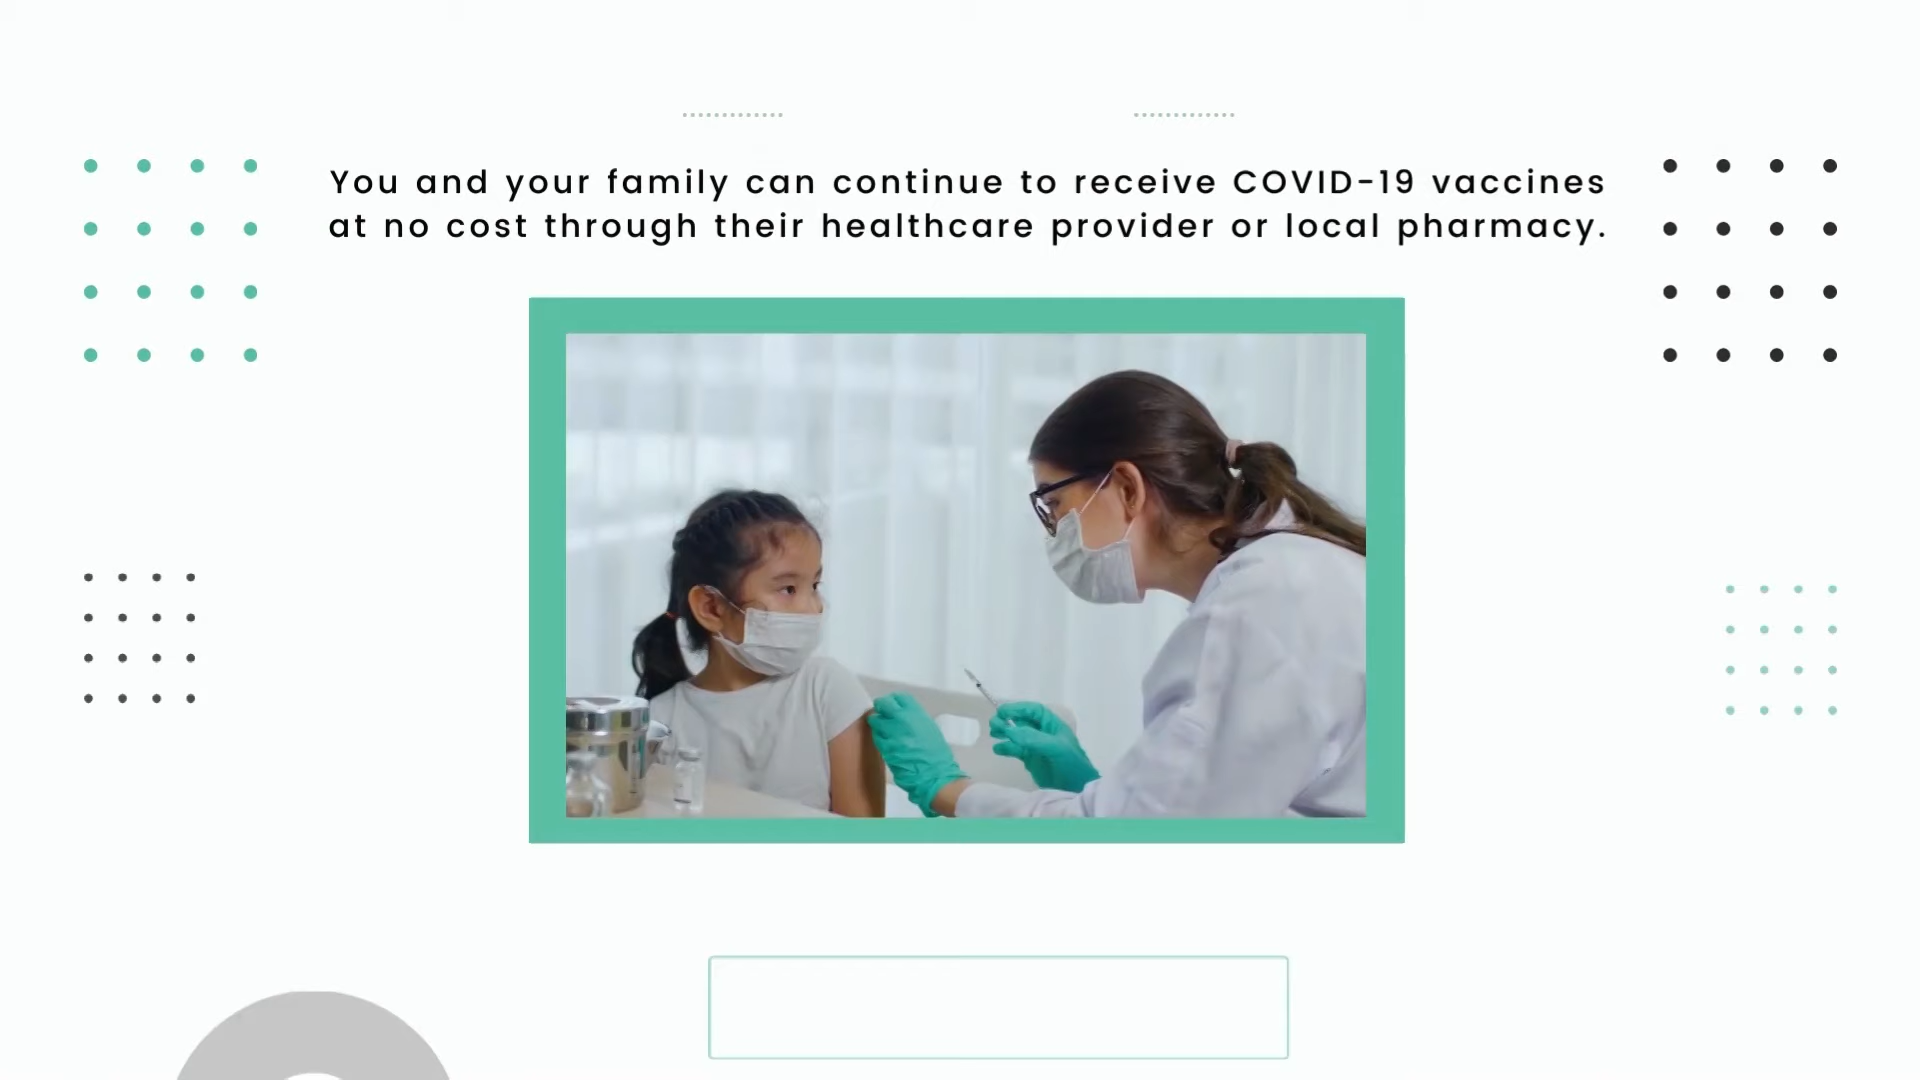 You and your family can continue to receive COVID-19 vaccines
at no cost through their healthcare provider or local pharmacy.